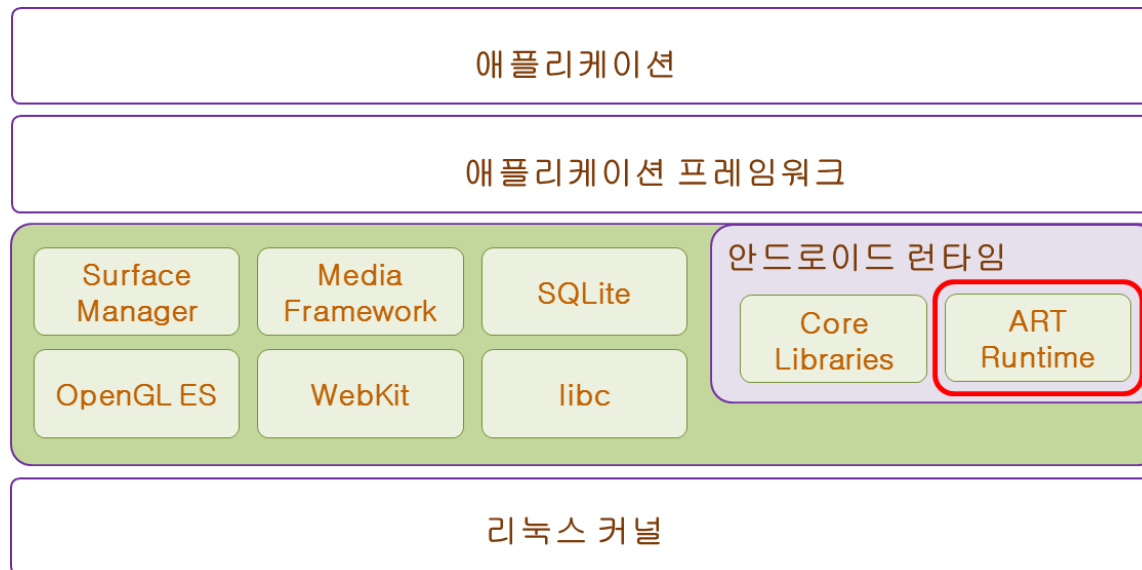 애플리케이션
애플리케이션 프레임워크
Surface
Manager
Media
Framework
SQLite
OpenGL ES
WebKit
libc
안드로이드 런타임
Core
Libraries
ART
Runtime
리눅스 커널